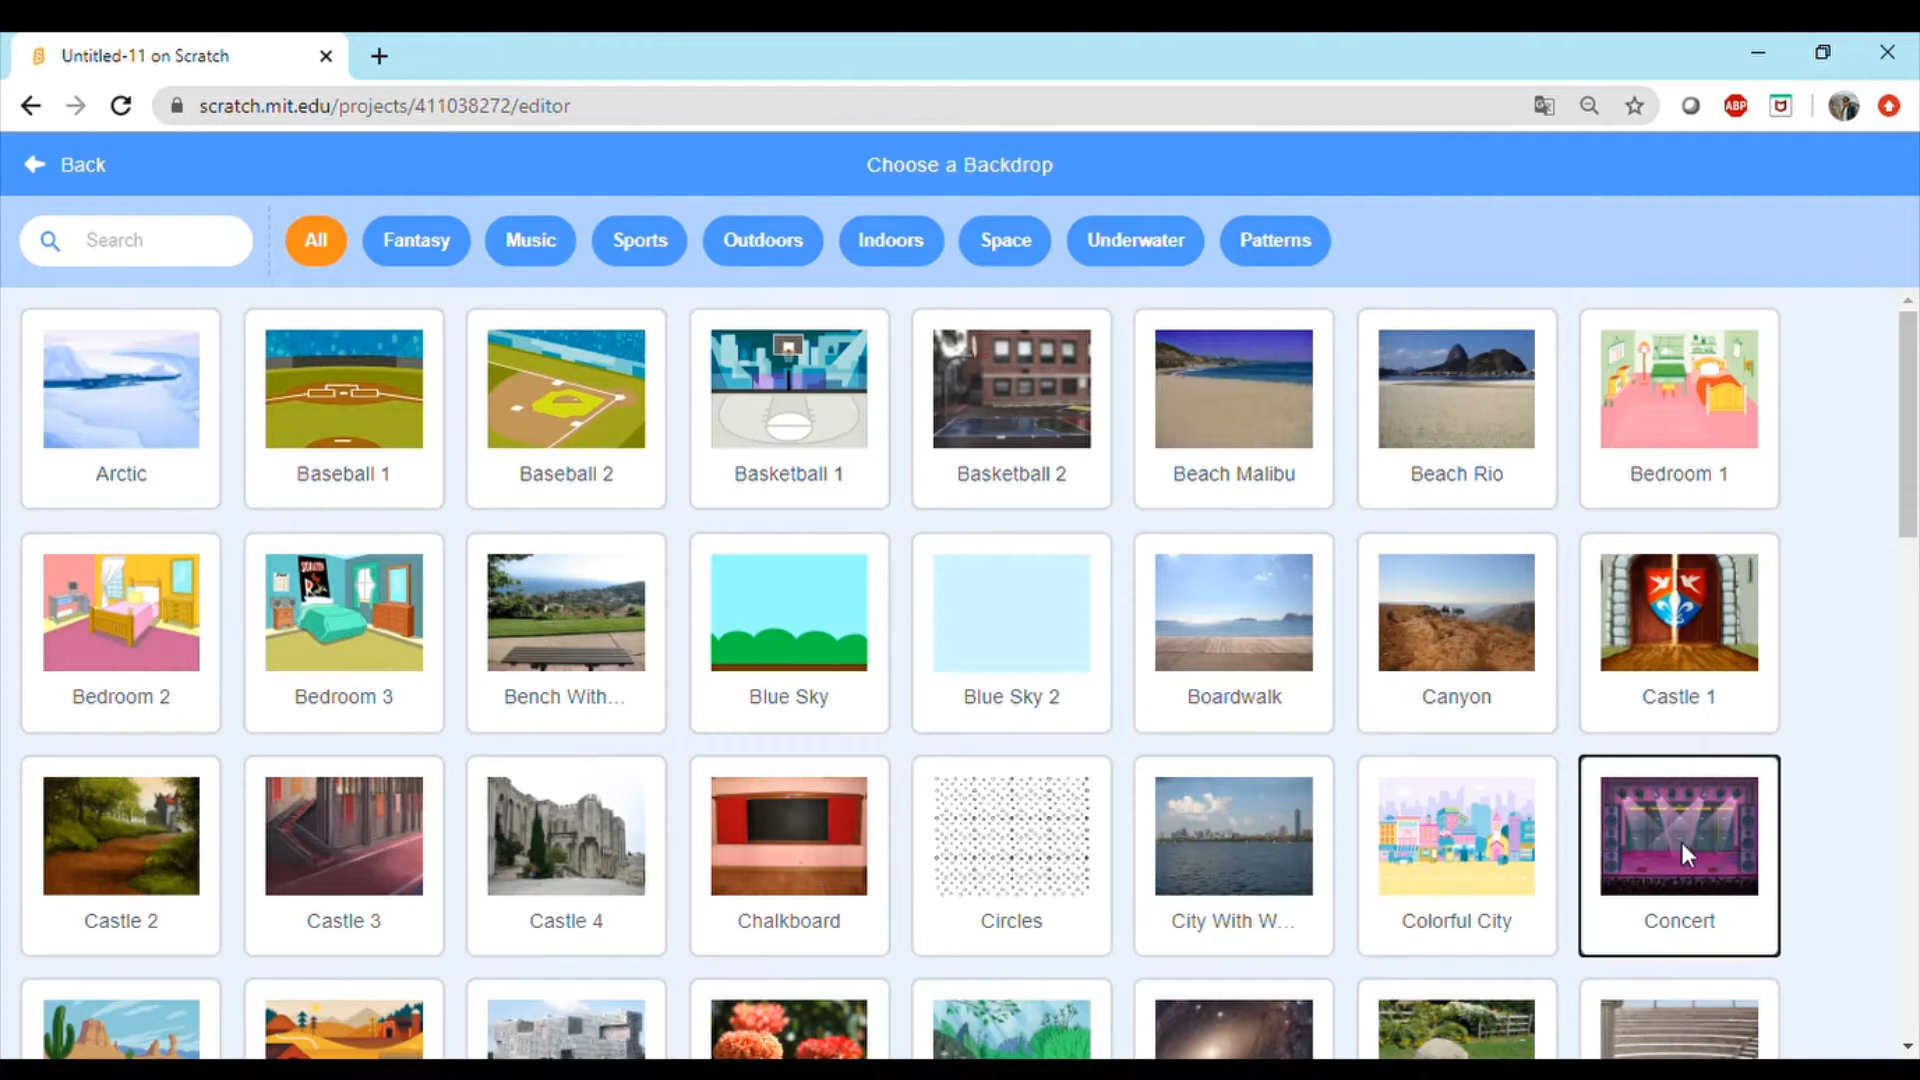 Untitled-11 on Scratch
scratch.mit.edu/projects/411038272/editor
ABP
Back
Choose a Backdrop
Search
All
Fantasy
Music
Sports
Outdoors
Indoors
Space
Underwater
Patterns
Arctic
Baseball 1
Baseball 2
Basketball 1
Basketball 2
Beach Malibu
Beach Rio
Bedroom 1
Bedroom 2
Bedroom 3
Bench With...
Blue Sky
Blue Sky 2
Boardwalk
Canyon
Castle 1
Castle 2
Castle 3
Castle 4
Chalkboard
Circles
City With W...
Colorful City
Concert